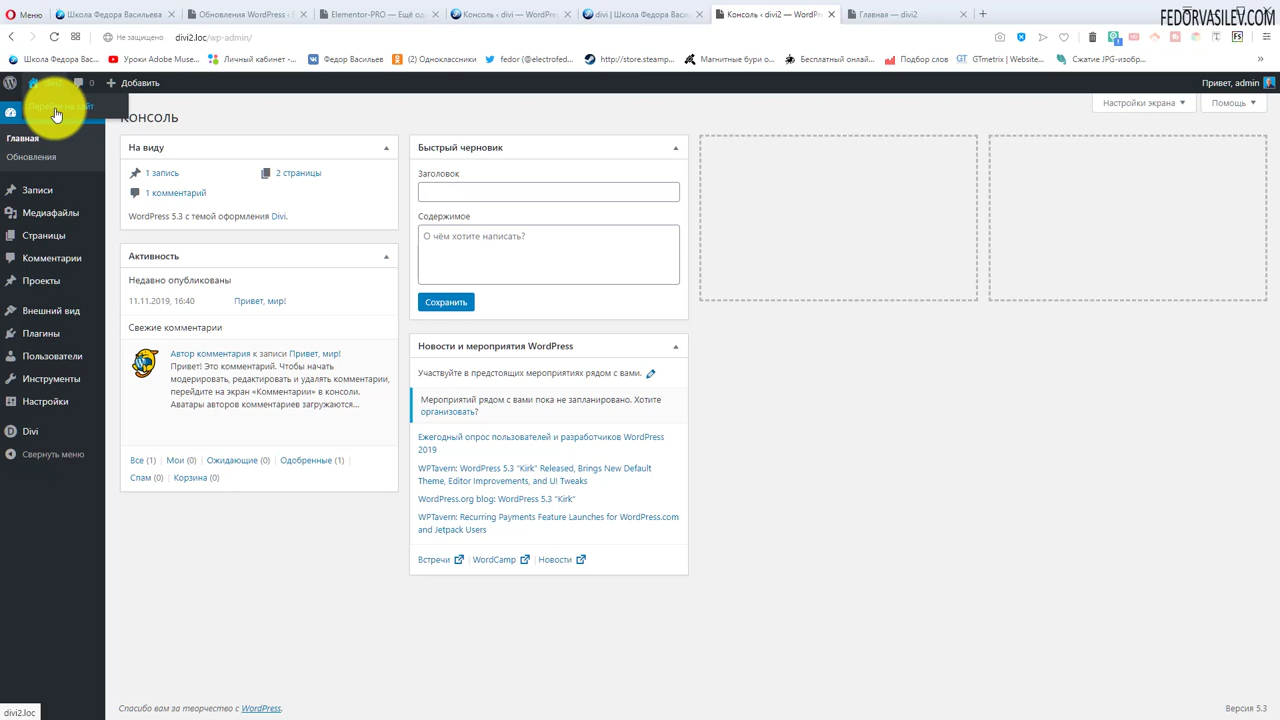 FEDORVASILEV.COM
Меню
Школа Федора Васильева
Обновления WordPress ‹
Elementor-PRO — Ещё од
Консоль ‹ divi — WordPre
divi | Школа Федора Васи
Консоль ‹ divi2 — WordPr
Главная — divi2
Не защищено
divi2.loc/wp-admin/
Школа Федора Вас...
Уроки Adobe Muse...
Личный кабинет -...
Федор Васильев
(2) Одноклассники
fedor (@electrofed...
http://store.steamp...
Магнитные бури о...
Бесплатный онлай...
Подбор слов
GTmetrix | Website...
Сжатие JPG-изобр...
0
Добавить
Привет, admin
Перейти на сайт
Настройки экрана
Помощь
Консоль
Главная
Обновления
Записи
Медиафайлы
Страницы
Комментарии
Проекты
Внешний вид
Плагины
Пользователи
Инструменты
Настройки
Divi
Свернуть меню
На виду
1 запись
2 страницы
1 комментарий
WordPress 5.3 с темой оформления Divi.
Активность
Недавно опубликованы
11.11.2019, 16:40
Привет, мир!
Свежие комментарии
Автор комментария к записи Привет, мир!
Привет! Это комментарий. Чтобы начать
модерировать, редактировать и удалять комментарии,
перейдите на экран «Комментарии» в консоли.
Аватары авторов комментариев загружаются...
Все (1) | Мои (0) | Ожидающие (0) | Одобренные (1) |
Спам (0) | Корзина (0)
Быстрый черновик
Заголовок
Содержимое
О чём хотите написать?
Сохранить
Новости и мероприятия WordPress
Участвуйте в предстоящих мероприятиях рядом с вами.
Мероприятий рядом с вами пока не запланировано. Хотите
организовать?
Ежегодный опрос пользователей и разработчиков WordPress
2019
WPTavern: WordPress 5.3 “Kirk” Released, Brings New Default
Theme, Editor Improvements, and UI Tweaks
WordPress.org blog: WordPress 5.3 “Kirk”
WPTavern: Recurring Payments Feature Launches for WordPress.com
and Jetpack Users
Встречи | WordCamp | Новости
Спасибо вам за творчество с WordPress.
Версия 5.3
divi2.loc